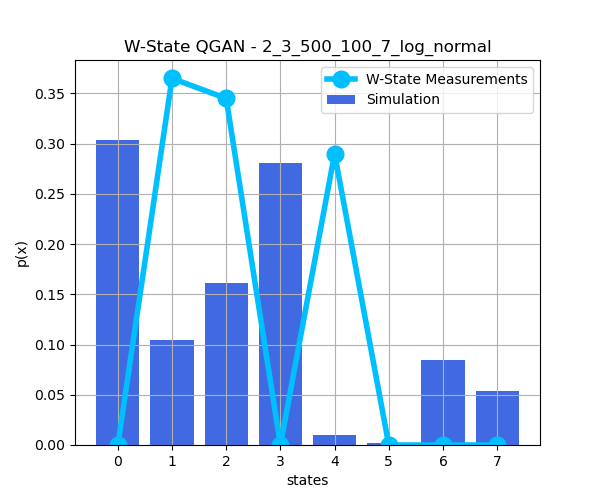 W-State QGAN - 2_3_500_100_7_log_normal
W-State Measurements
Simulation
0.35
0.30
0.25
0.20
0.15
0.10
0.05
0.00
p(x)
0 1 2 3 4 5 6 7
states